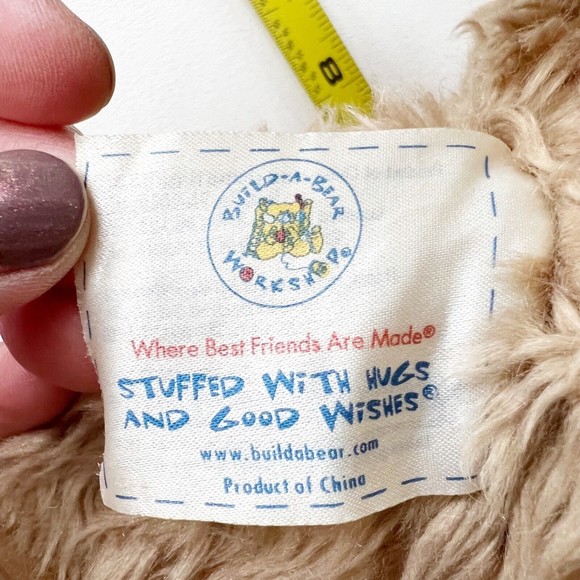 8
BUILD-A-BEAR
WORKSHOP®
Where Best Friends Are Made®
STUFFED WITH HUGS
AND GOOD WISHES®
www.buildabear.com
Product of China